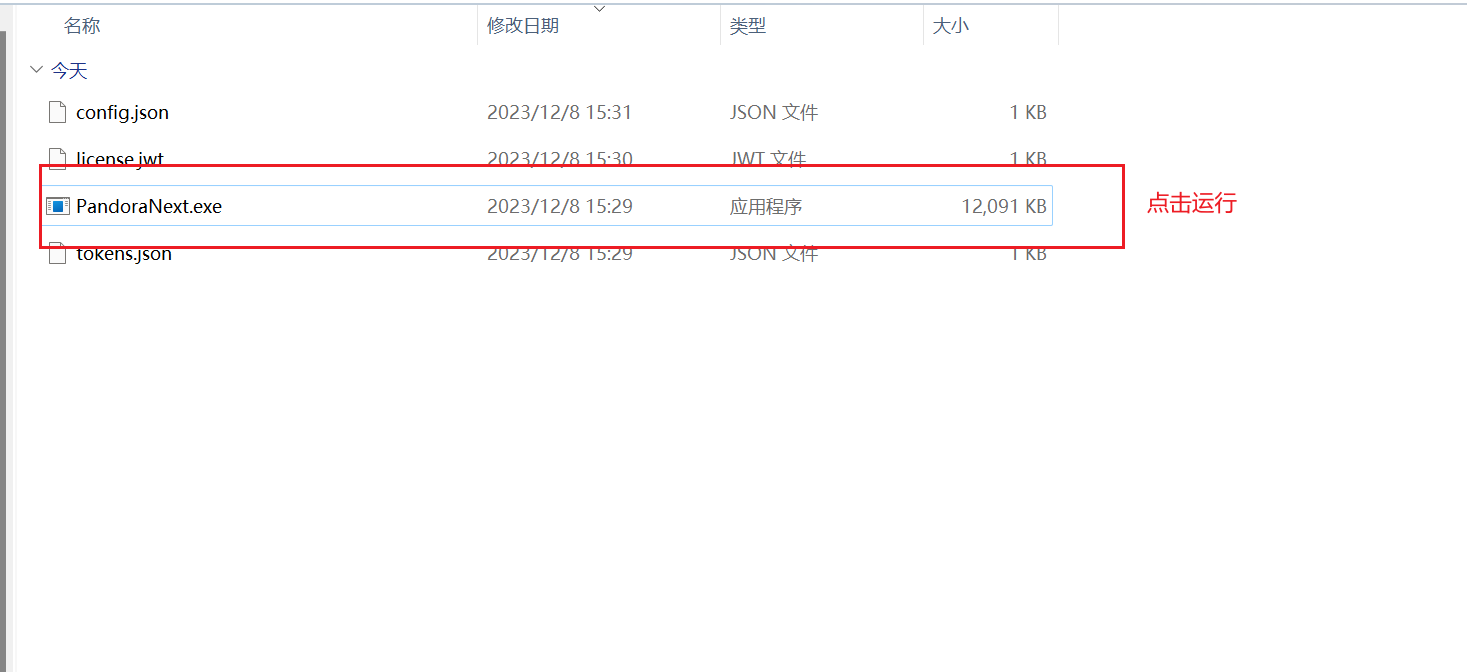 名称 修改日期 类型 大小
今天
config.json 2023/12/8 15:31 JSON 文件 1 KB
license.jwt 2023/12/8 15:30 JWT 文件 1 KB
PandoraNext.exe 2023/12/8 15:29 应用程序 12,091 KB 点击运行
tokens.json 2023/12/8 15:29 JSON 文件 1 KB